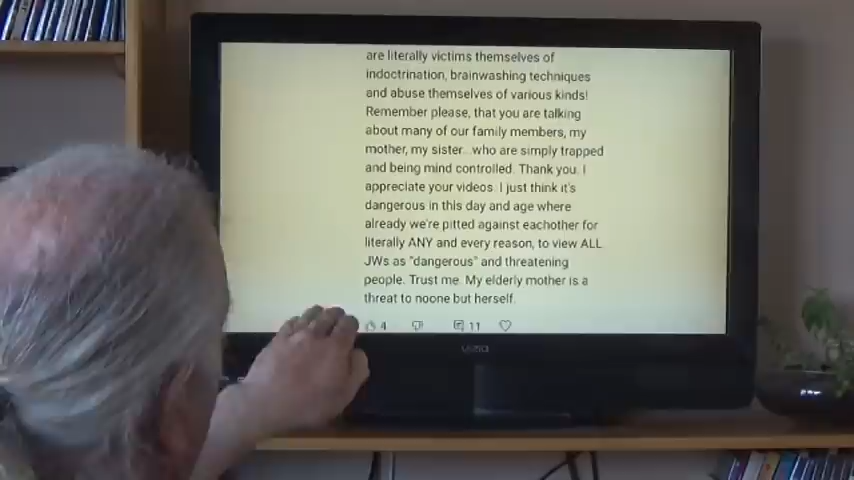 are literally victims themselves of
indoctrination, brainwashing techniques
and abuse themselves of various kinds!
Remember please, that you are talking
about many of our family members, my
mother, my sister...who are simply trapped
and being mind controlled. Thank you. I
appreciate your videos. I just think it's
dangerous in this day and age where
already we're pitted against eachother for
literally ANY and every reason, to view ALL
JWs as "dangerous" and threatening
people. Trust me. My elderly mother is a
threat to noone but herself.
4 11
VIZIO